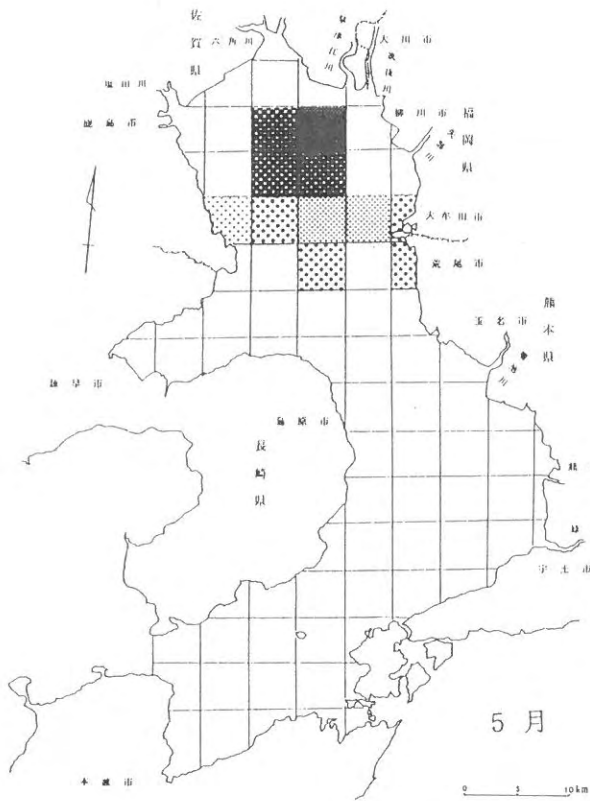 佐賀県
六角川
大川市
塩田川
鹿島市
柳川市
福岡県
大牟田市
荒尾市
熊本県
玉名市
諫早市
島原市
長崎県
宇土市
本渡市
5月
0 5 10km